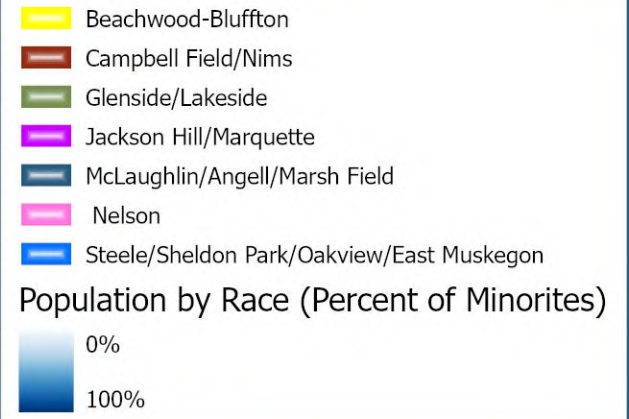 Beachwood-Bluffton
Campbell Field/Nims
Glenside/Lakeside
Jackson Hill/Marquette
McLaughlin/Angell/Marsh Field
Nelson
Steele/Sheldon Park/Oakview/East Muskegon
Population by Race (Percent of Minorites)
0%
100%